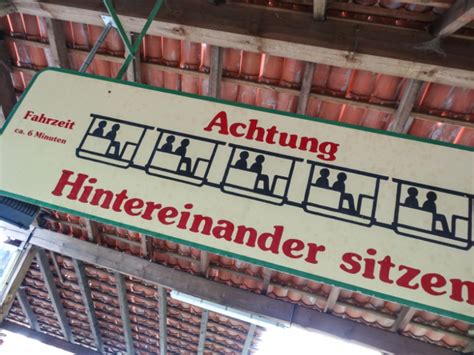 Achtung
Fahrzeit
ca. 6 Minuten
Hintereinander sitzen